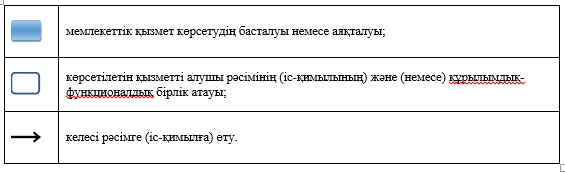 мемлекеттік қызмет көрсетудің басталуы немесе аяқталуы;
көрсетілетін қызметті алушы рәсімінің (іс-қимылының) және (немесе) құрылымдық-
функционалдық бірлік атауы;
келесі рәсімге (іс-қимылға) өту.